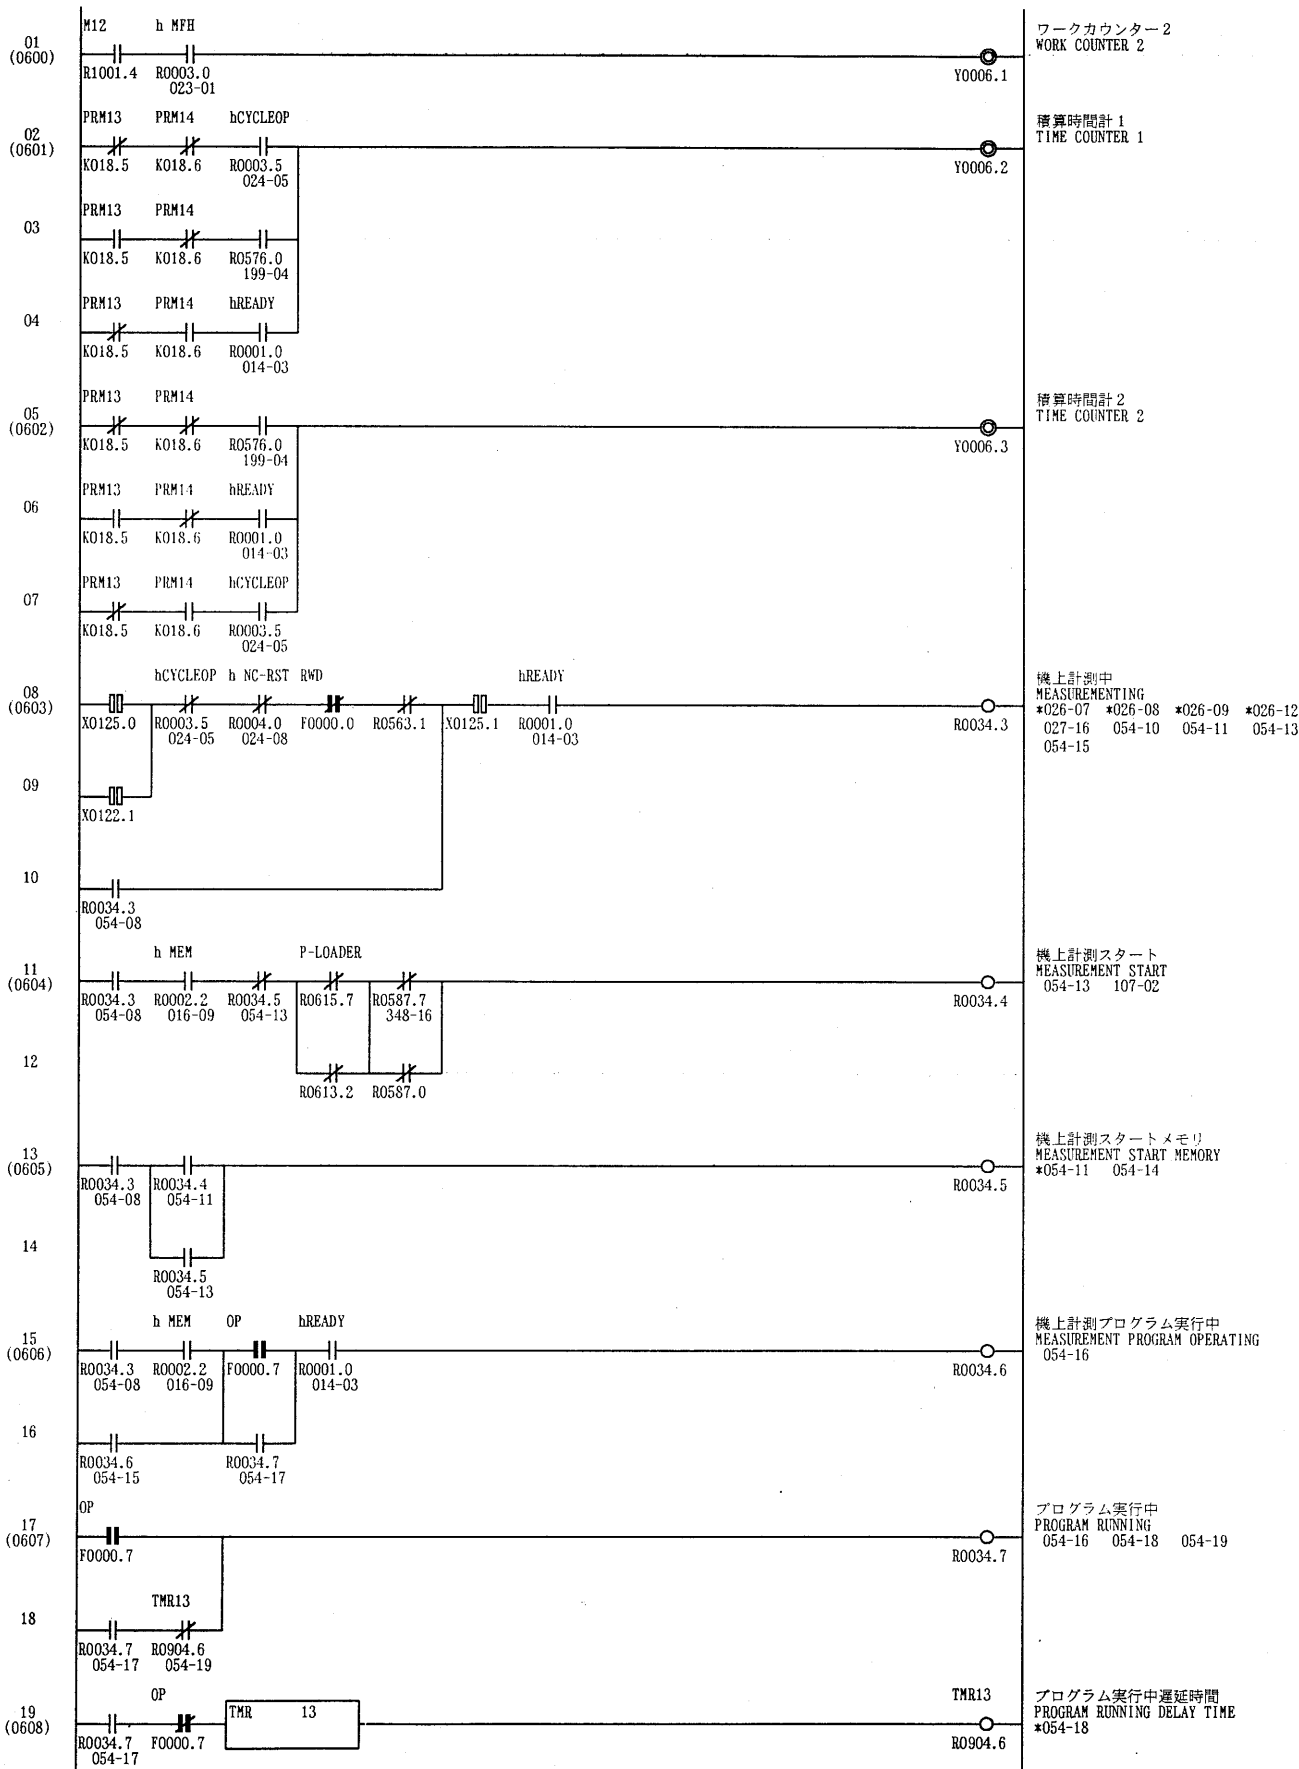 M12 h MFH ワークカウンター2
01 WORK COUNTER 2
(0600)
R1001.4 R0003.0 Y0006.1
023-01
PRM13 PRM14 hCYCLEOP 積算時間計1
02 TIME COUNTER 1
(0601)
K018.5 K018.6 R0003.5 Y0006.2
024-05
PRM13 PRM14
03
K018.5 K018.6 R0576.0
199-04
PRM13 PRM14 hREADY
04
K018.5 K018.6 R0001.0
014-03
PRM13 PRM14 積算時間計2
05 TIME COUNTER 2
(0602)
K018.5 K018.6 R0576.0 Y0006.3
199-04
PRM13 PRM14 hREADY
06
K018.5 K018.6 R0001.0
014-03
PRM13 PRM14 hCYCLEOP
07
K018.5 K018.6 R0003.5
024-05
hCYCLEOP h NC-RST RWD hREADY 機上計測中
08 MEASUREMENTING
(0603) *026-07 *026-08 *026-09 *026-12
X0125.0 R0003.5 R0004.0 F0000.0 R0563.1 X0125.1 R0001.0 R0034.3 027-16 054-10 054-11 054-13
024-05 024-08 014-03 054-15
09
X0122.1
10
R0034.3
054-08
h MEM P-LOADER 機上計測スタート
11 MEASUREMENT START
(0604) 054-13 107-02
R0034.3 R0002.2 R0034.5 R0615.7 R0587.7 R0034.4
054-08 016-09 054-13 348-16
12
R0613.2 R0587.0
機上計測スタートメモリ
13 MEASUREMENT START MEMORY
(0605) *054-11 054-14
R0034.3 R0034.4 R0034.5
054-08 054-11
14
R0034.5
054-13
h MEM OP hREADY 機上計測プログラム実行中
15 MEASUREMENT PROGRAM OPERATING
(0606) 054-16
R0034.3 R0002.2 F0000.7 R0001.0 R0034.6
054-08 016-09 014-03
16
R0034.6 R0034.7
054-15 054-17
OP プログラム実行中
17 PROGRAM RUNNING
(0607) 054-16 054-18 054-19
F0000.7 R0034.7
TMR13
18
R0034.7 R0904.6
054-17 054-19
OP TMR13 プログラム実行中遅延時間
19 TMR 13 PROGRAM RUNNING DELAY TIME
(0608) *054-18
R0034.7 F0000.7 R0904.6
054-17